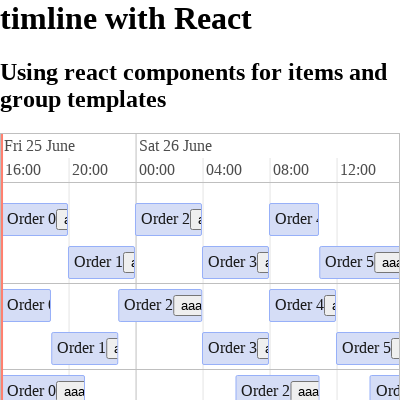 timline with React
Using react components for items and
group templates
Fri 25 June Sat 26 June
16:00 20:00 00:00 04:00 08:00 12:00
Order 0 Order 2 Order
Order 1 Order 3 Order 5 aaa
Order Order 2 aaa Order 4
Order 1 Order 3 Order 5
Order 0 aaa Order 2 aaa